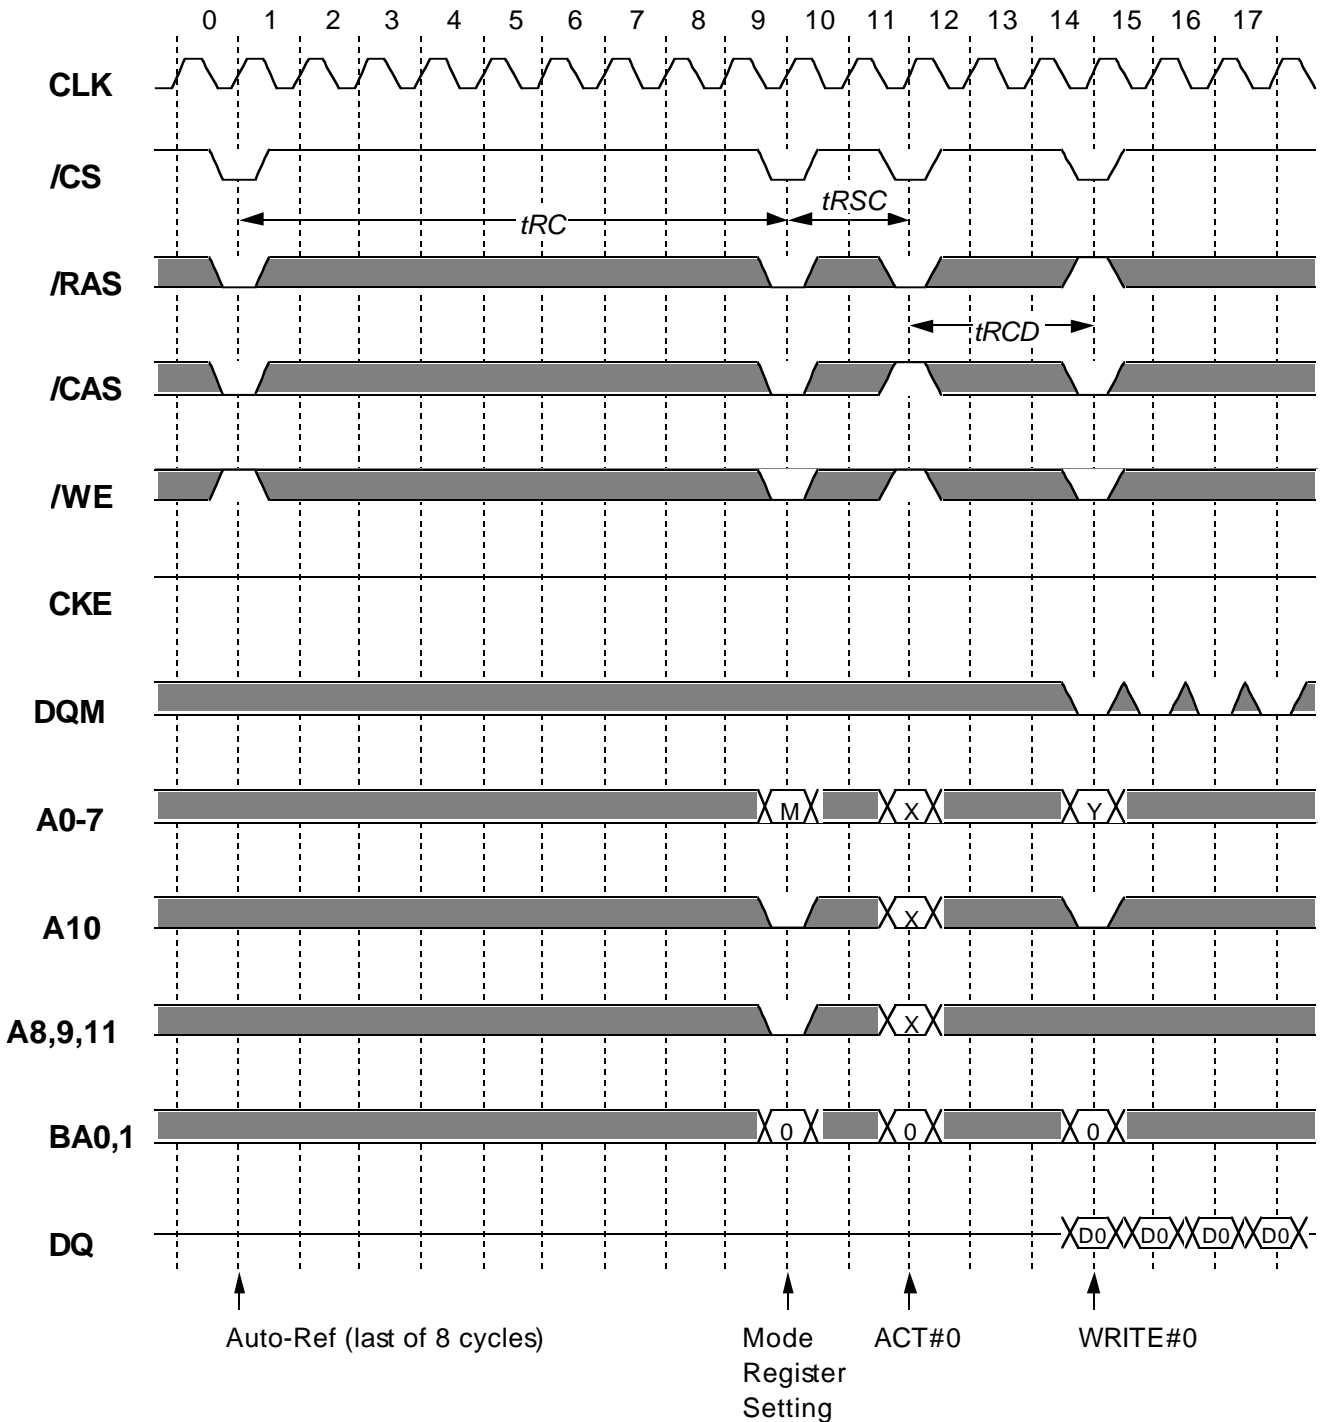 0 1 2 3 4 5 6 7 8 9 10 11 12 13 14 15 16 17
CLK
/CS
tRC
tRSC
/RAS
tRCD
/CAS
/WE
CKE
DQM
A0-7 M X Y
A10 X
A8,9,11 X
BA0,1 0 0 0
DQ D0 D0 D0 D0
Auto-Ref (last of 8 cycles)
Mode
Register
Setting
ACT#0
WRITE#0